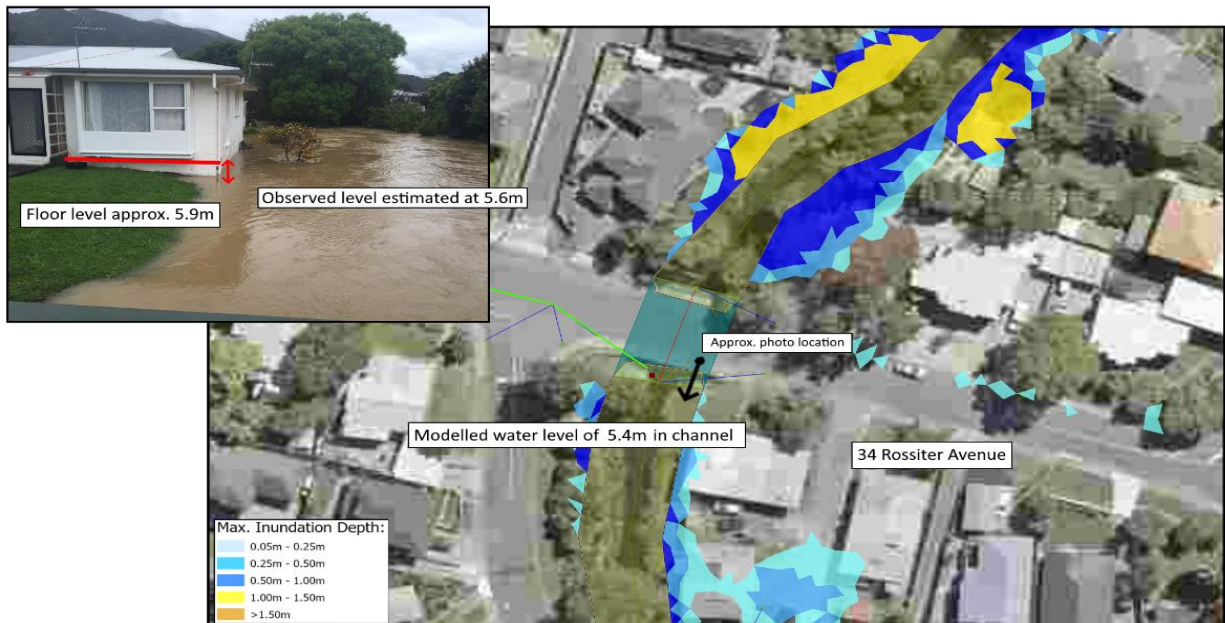 Floor level approx. 5.9m
Observed level estimated at 5.6m
Approx. photo location
Modelled water level of 5.4m in channel
34 Rossiter Avenue
Max. Inundation Depth:
0.05m - 0.25m
0.25m - 0.50m
0.50m - 1.00m
1.00m - 1.50m
>1.50m